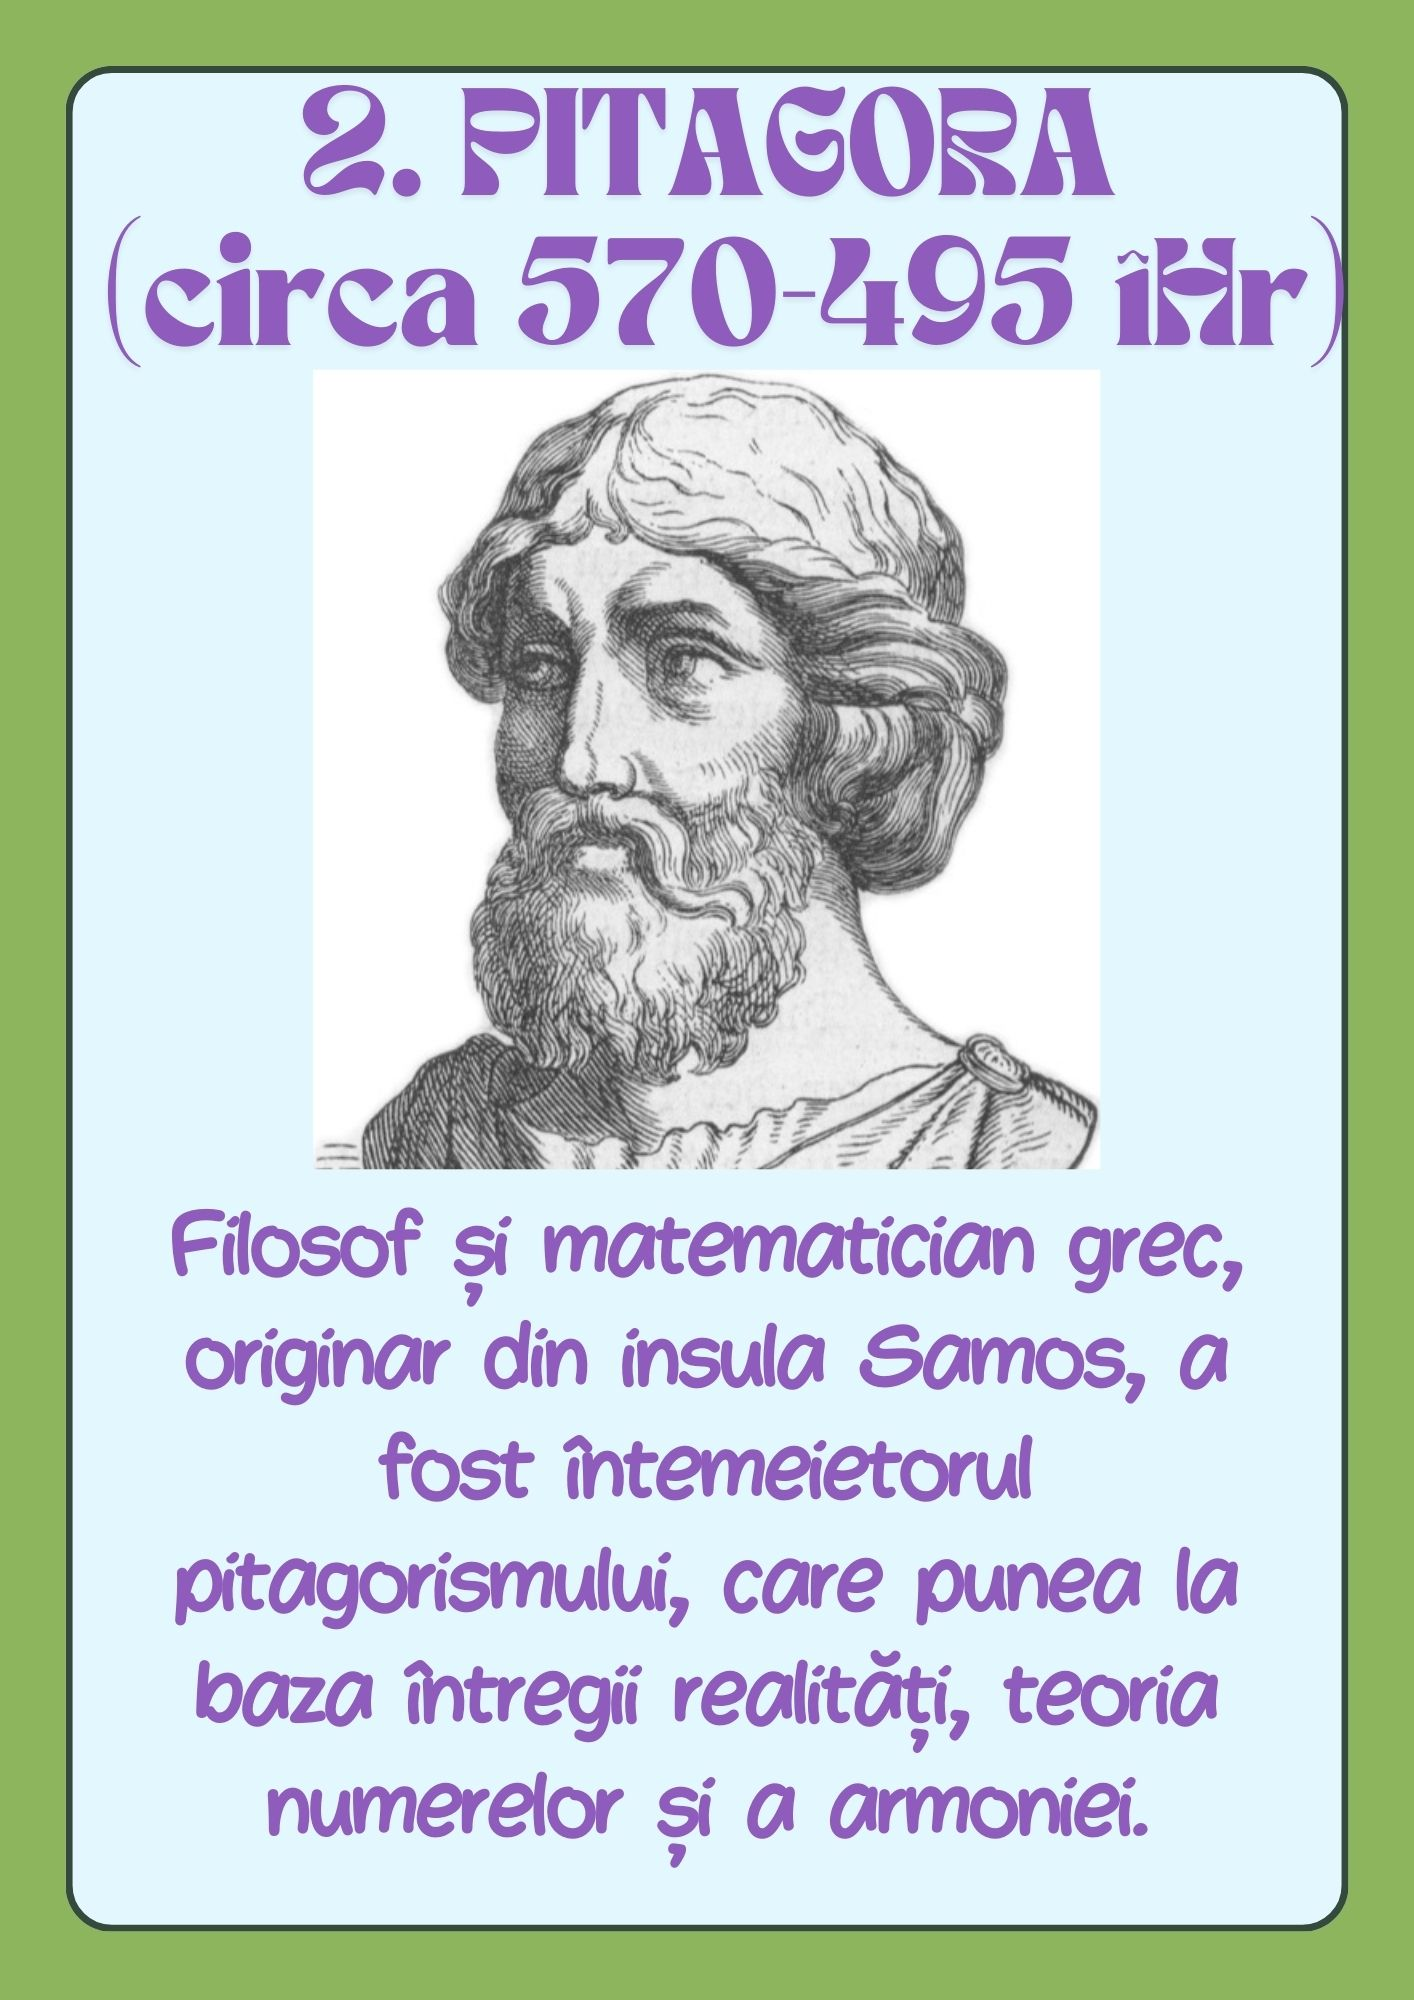 2. PITAGORA
(circa 570-495 îHr)
Filosof și matematician grec,
originar din insula Samos, a
fost întemeietorul
pitagorismului, care punea la
baza întregii realități, teoria
numerelor și a armoniei.